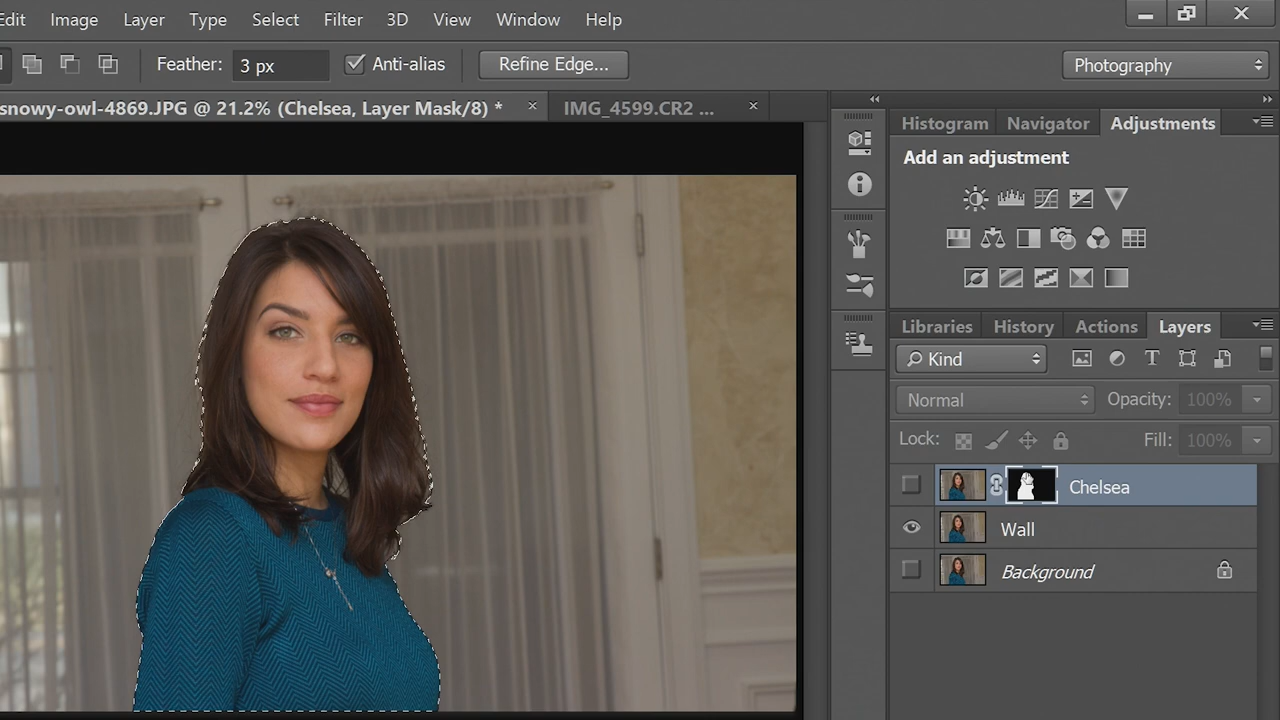 Edit Image Layer Type Select Filter 3D View Window Help
Feather: 3 px Anti-alias Refine Edge... Photography
snowy-owl-4869.JPG @ 21.2% (Chelsea, Layer Mask/8) * × IMG_4599.CR2 ... ×
Histogram Navigator Adjustments
Add an adjustment
Libraries History Actions Layers
Kind
Normal Opacity: 100%
Lock: Fill: 100%
Chelsea
Wall
Background